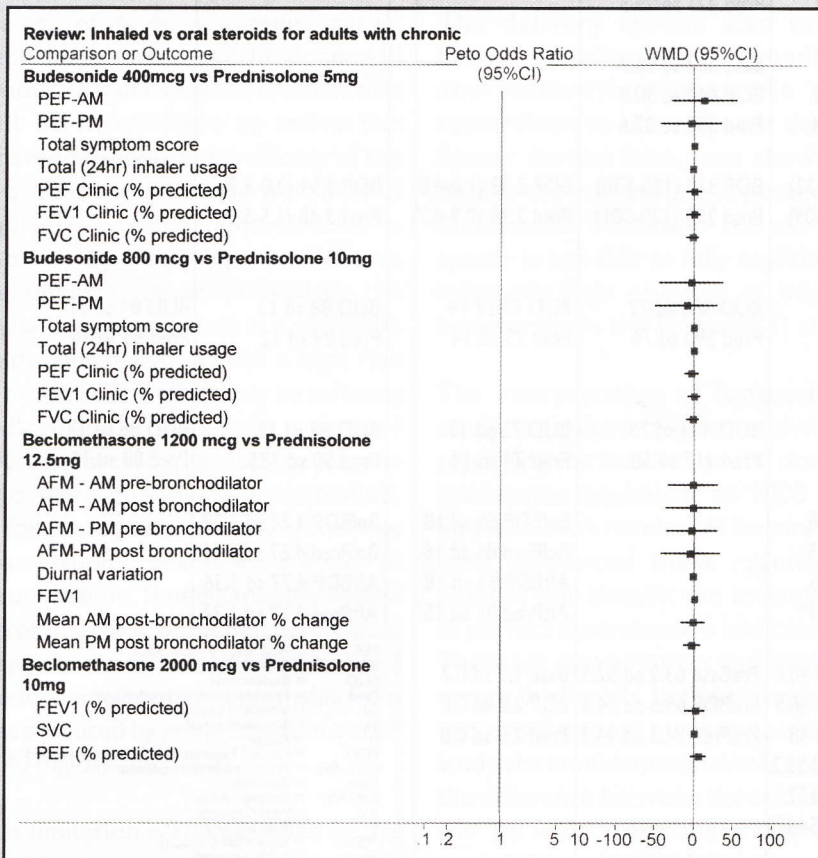 Review: Inhaled vs oral steroids for adults with chronic
Comparison or Outcome Peto Odds Ratio WMD (95%CI)
(95%CI)
Budesonide 400mcg vs Prednisolone 5mg
PEF-AM
PEF-PM
Total symptom score
Total (24hr) inhaler usage
PEF Clinic (% predicted)
FEV1 Clinic (% predicted)
FVC Clinic (% predicted)
Budesonide 800 mcg vs Prednisolone 10mg
PEF-AM
PEF-PM
Total symptom score
Total (24hr) inhaler usage
PEF Clinic (% predicted)
FEV1 Clinic (% predicted)
FVC Clinic (% predicted)
Beclomethasone 1200 mcg vs Prednisolone
12.5mg
AFM - AM pre-bronchodilator
AFM - AM post bronchodilator
AFM - PM pre bronchodilator
AFM-PM post bronchodilator
Diurnal variation
FEV1
Mean AM post-bronchodilator % change
Mean PM post bronchodilator % change
Beclomethasone 2000 mcg vs Prednisolone
10mg
FEV1 (% predicted)
SVC
PEF (% predicted)
.1 .2 1 5 10 -100 -50 0 50 100